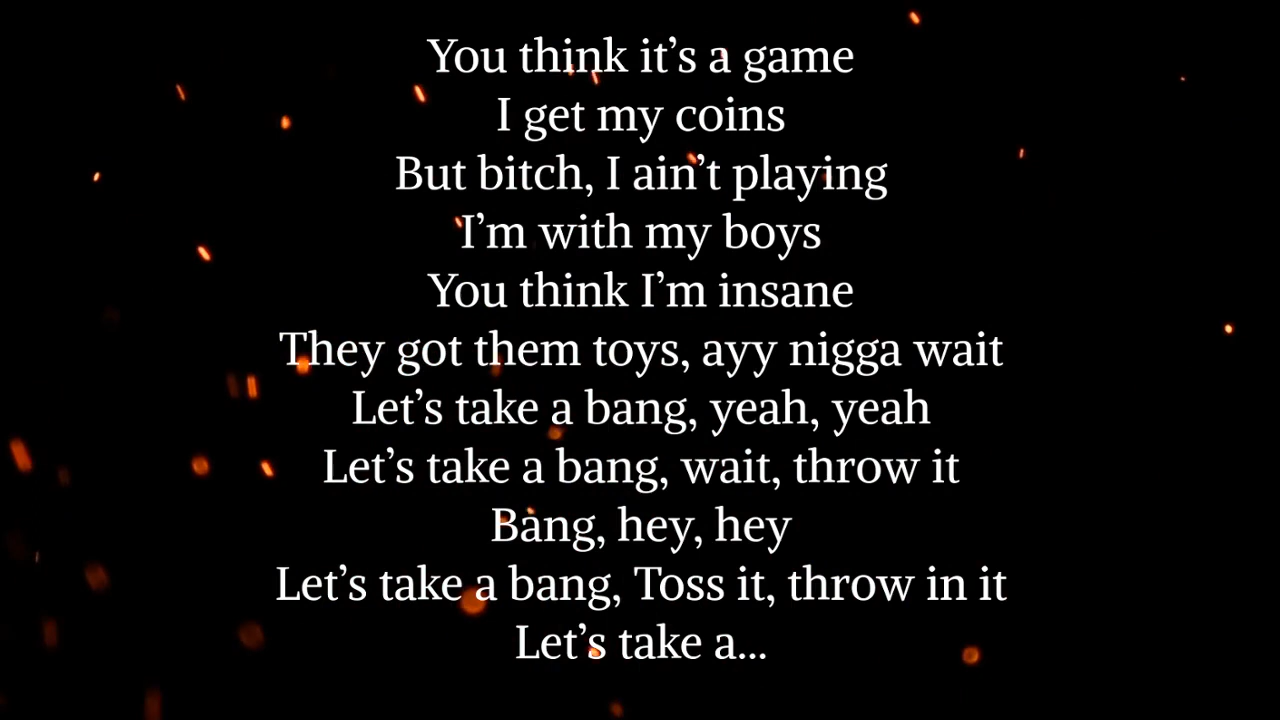 You think it’s a game
I get my coins
But bitch, I ain’t playing
I’m with my boys
You think I’m insane
They got them toys, ayy nigga wait
Let’s take a bang, yeah, yeah
Let’s take a bang, wait, throw it
Bang, hey, hey
Let’s take a bang, Toss it, throw in it
Let’s take a...